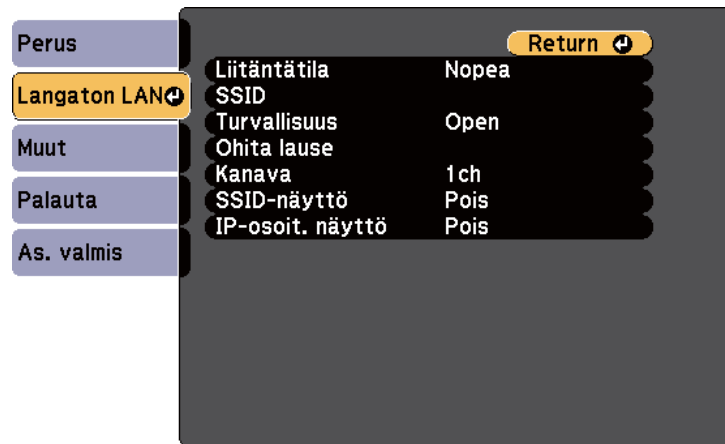 Perus
Langaton LAN
Muut
Palauta
As. valmis
Return
Liitäntätila Nopea
SSID
Turvallisuus Open
Ohita lause
Kanava 1ch
SSID-näyttö Pois
IP-osoit. näyttö Pois